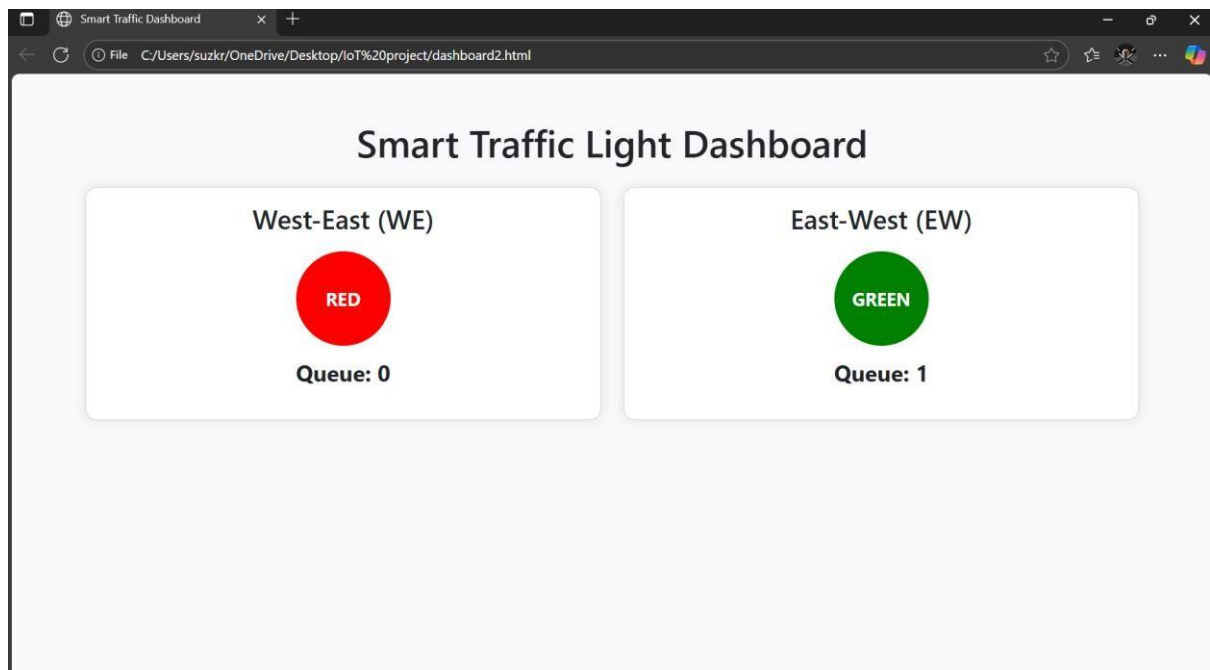 Smart Traffic Dashboard
File C:/Users/suzkr/OneDrive/Desktop/IoT%20project/dashboard2.html
Smart Traffic Light Dashboard
West-East (WE)
RED
Queue: 0
East-West (EW)
GREEN
Queue: 1